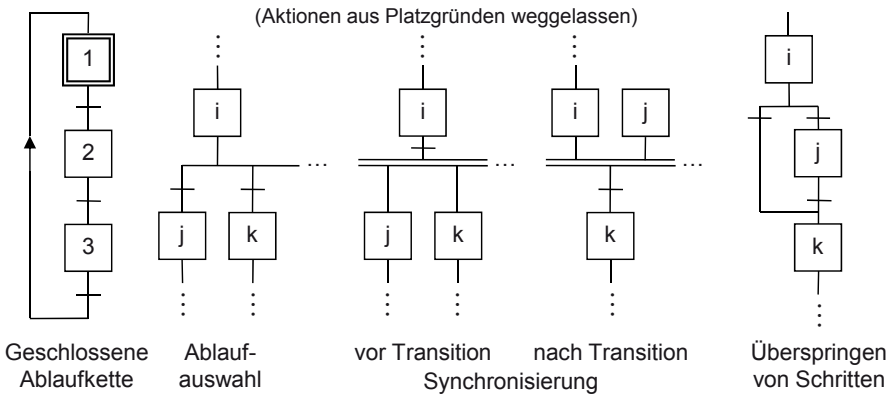 (Aktionen aus Platzgründen weggelassen)
1
2
3
i
j
k
...
i
j
k
...
i
j
k
...
i
j
k
Geschlossene
Ablaufkette
Ablauf-
auswahl
vor Transition
nach Transition
Synchronisierung
Überspringen
von Schritten